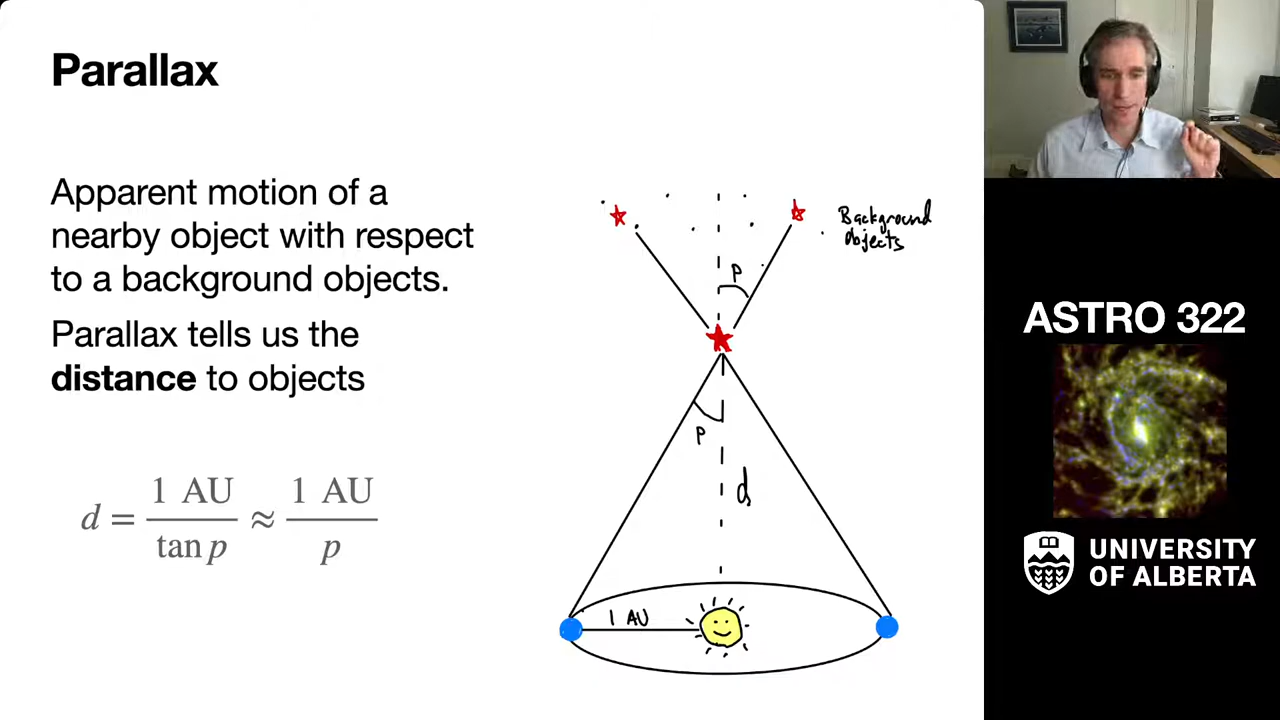 Parallax
Apparent motion of a
nearby object with respect
to a background objects.
Parallax tells us the
distance to objects
d = 1 AU / tan p ≈ 1 AU / p
Background
Objects
P
P
d
1 AU
ASTRO 322
UNIVERSITY
OF ALBERTA